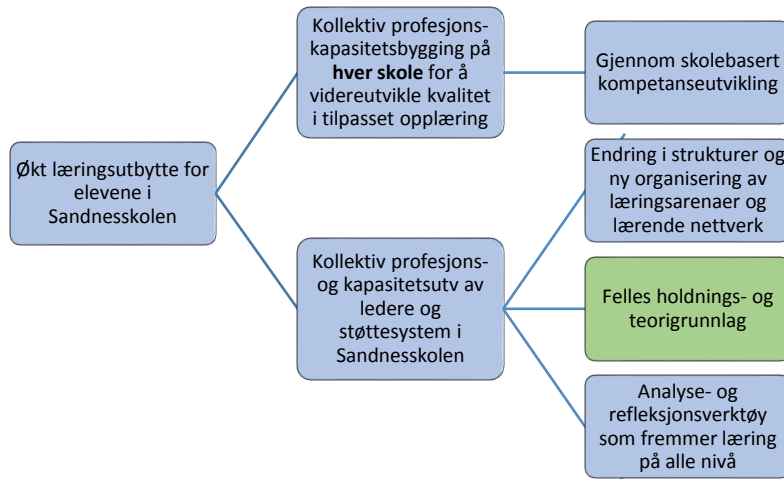 Økt læringsutbytte for
elevene i
Sandnesskolen
Kollektiv profesjons-
kapasitetsbygging på
hver skole for å
videreutvikle kvalitet
i tilpasset opplæring
Gjennom skolebasert
kompetanseutvikling
Kollektiv profesjons-
og kapasitetsutv av
ledere og
støttesystem i
Sandnesskolen
Endring i strukturer og
ny organisering av
læringsarenaer og
lærende nettverk
Felles holdnings- og
teorigrunnlag
Analyse- og
refleksjonsverktøy
som fremmer læring
på alle nivå